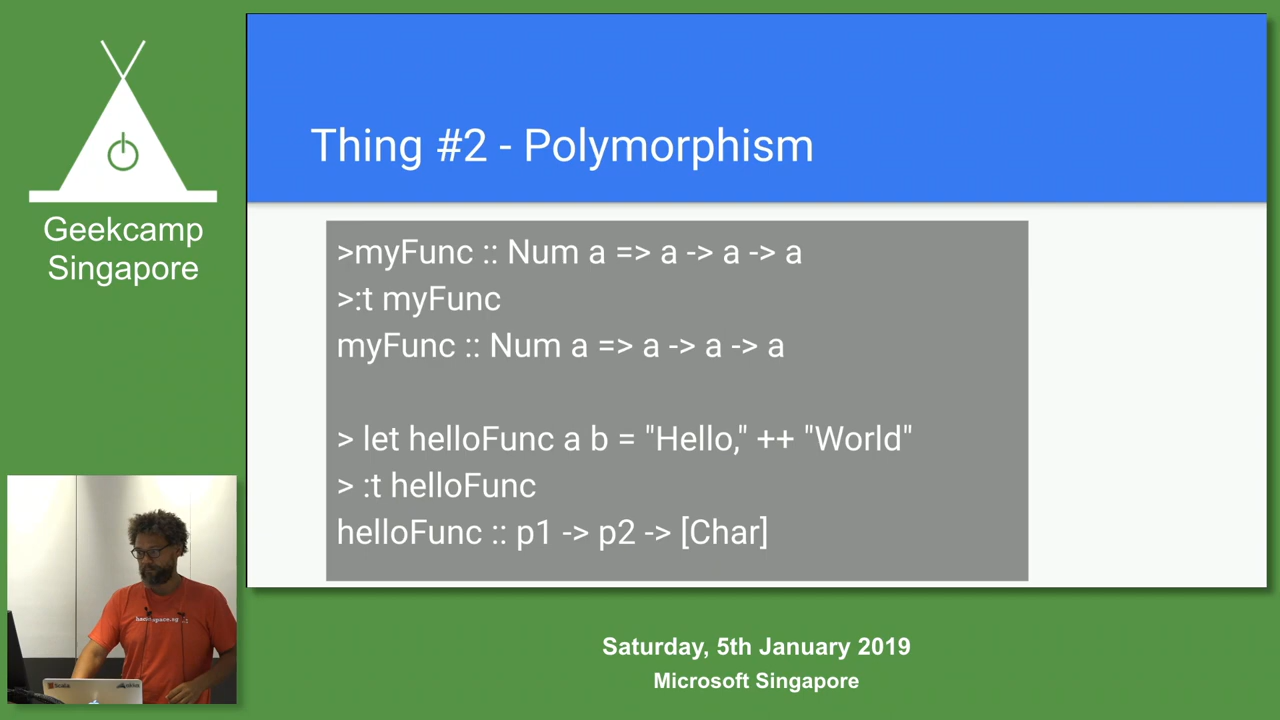 Geekcamp
Singapore
Thing #2 - Polymorphism
>myFunc :: Num a => a -> a -> a
>:t myFunc
myFunc :: Num a => a -> a -> a
> let helloFunc a b = "Hello," ++ "World"
> :t helloFunc
helloFunc :: p1 -> p2 -> [Char]
Saturday, 5th January 2019
Microsoft Singapore